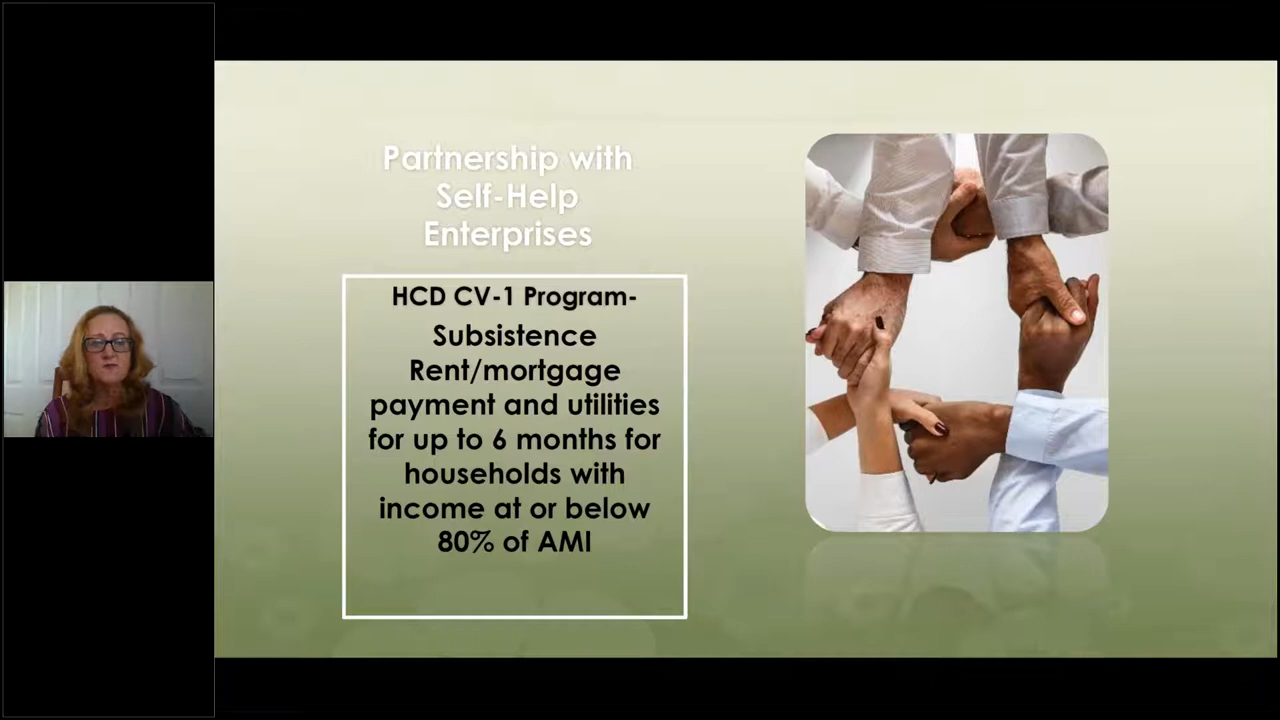 Partnership with
Self-Help
Enterprises
HCD CV-1 Program-
Subsistence
Rent/mortgage
payment and utilities
for up to 6 months for
households with
income at or below
80% of AMI